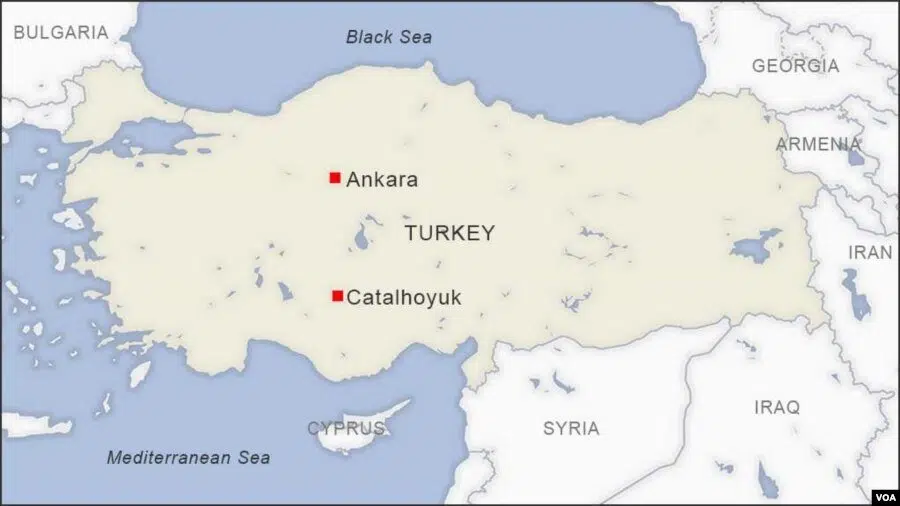 BULGARIA
Black Sea
GEORGIA
ARMENIA
Ankara
TURKEY
IRAN
Catalhoyuk
IRAQ
CYPRUS
SYRIA
Mediterranean Sea
VOA